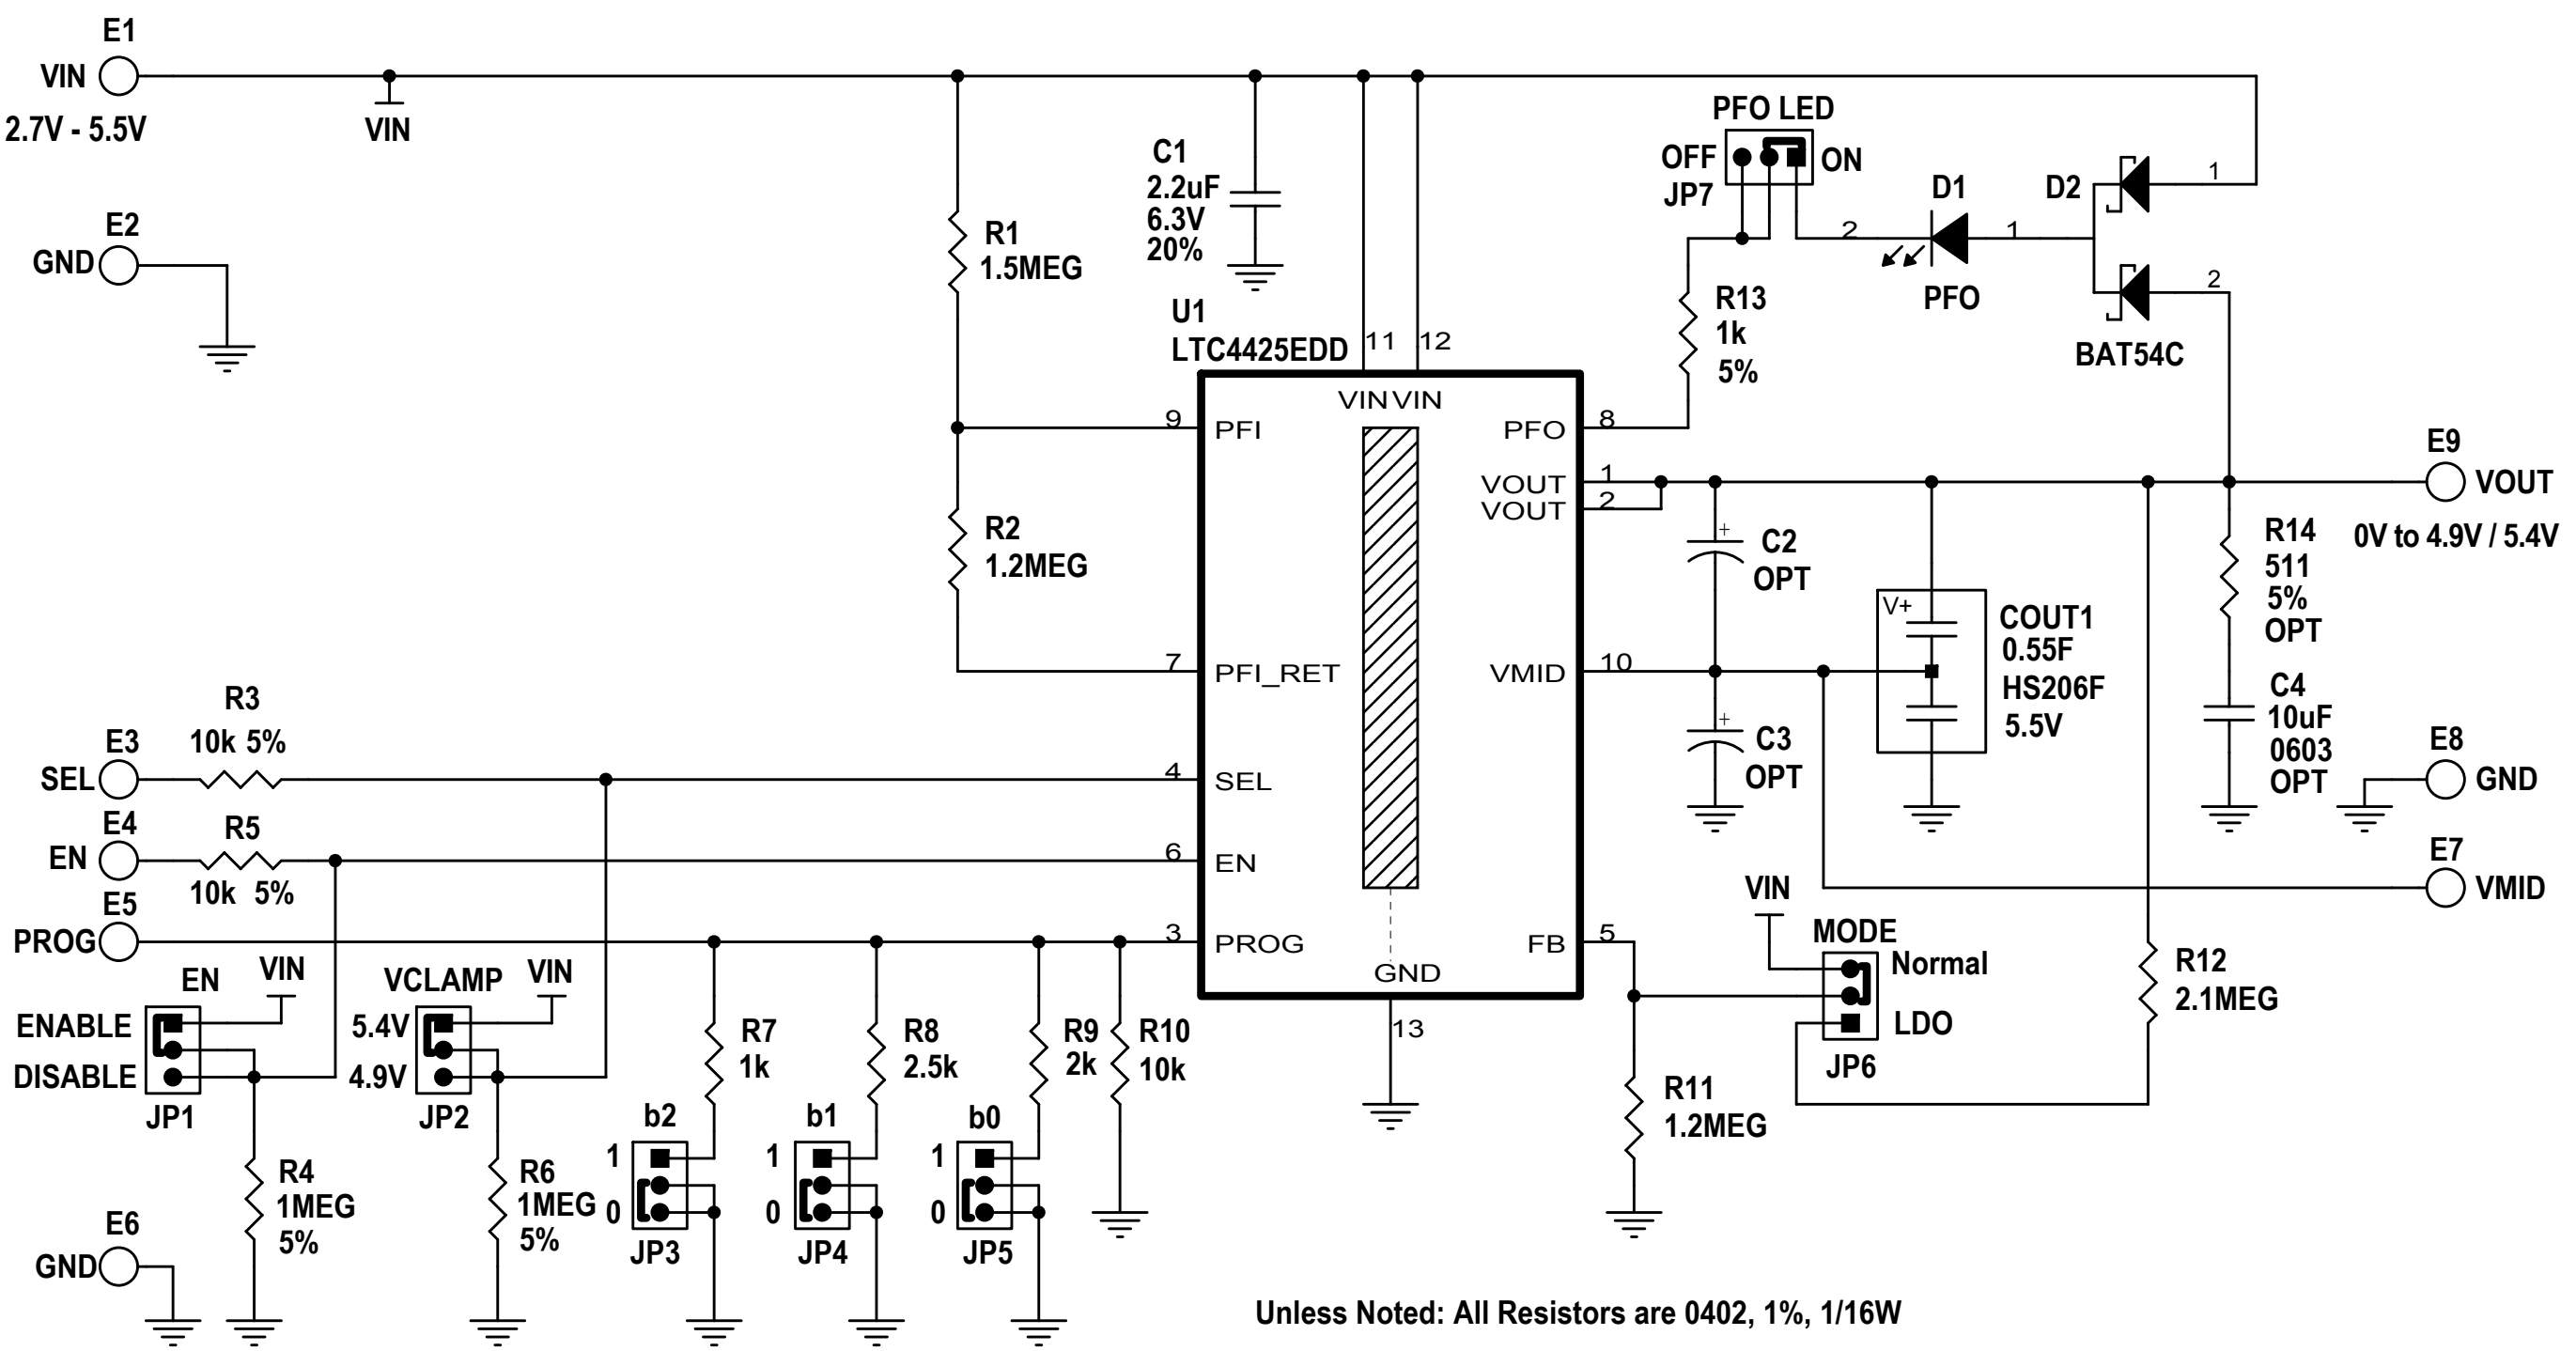 E1
VIN
2.7V - 5.5V
VIN
E2
GND
R1
1.5MEG
C1
2.2uF
6.3V
20%
U1
LTC4425EDD
11
12
PFO LED
OFF
ON
JP7
D1
2
1
PFO
D2
1
2
BAT54C
R13
1k
5%
VIN
VIN
9
PFI
PFO
8
VOUT
1
VOUT
2
R2
1.2MEG
7
PFI_RET
VMID
10
C2
OPT
C3
OPT
V+
COUT1
0.55F
HS206F
5.5V
E9
VOUT
0V to 4.9V / 5.4V
R14
511
5%
OPT
C4
10uF
0603
OPT
E8
GND
E7
VMID
R3
10k 5%
E3
SEL
4
SEL
E4
EN
R5
10k 5%
6
EN
E5
PROG
3
PROG
GND
13
FB
5
VIN
MODE
Normal
LDO
JP6
R12
2.1MEG
R11
1.2MEG
EN
VIN
ENABLE
DISABLE
JP1
VCLAMP
VIN
5.4V
4.9V
JP2
R4
1MEG
5%
R6
1MEG
5%
R7
1k
R8
2.5k
R9
2k
R10
10k
b2
1
0
JP3
b1
1
0
JP4
b0
1
0
JP5
E6
GND
Unless Noted: All Resistors are 0402, 1%, 1/16W
+
+